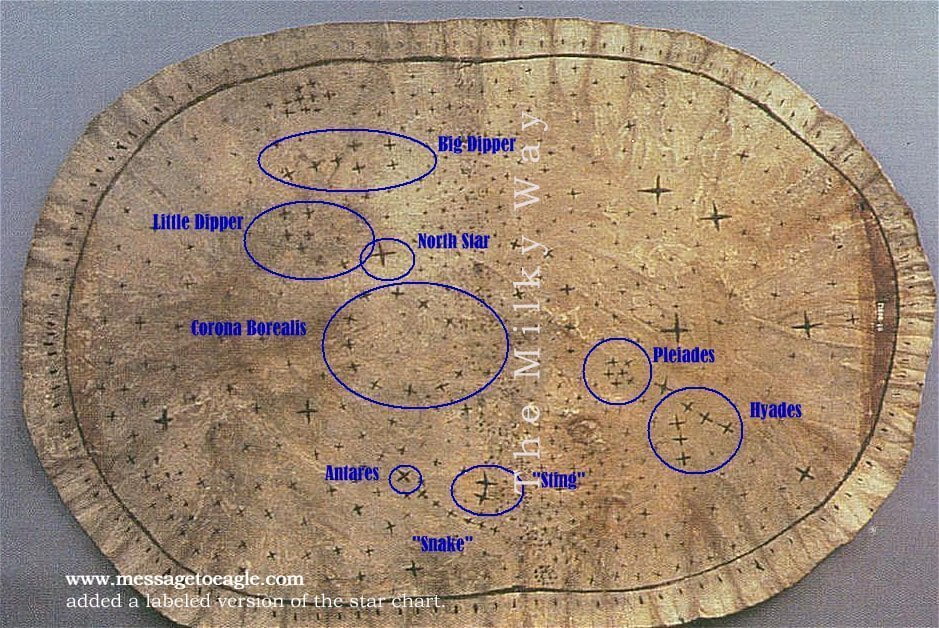 Big Dipper
Little Dipper
North Star
Corona Borealis
The Milky Way
Pleiades
Hyades
Antares
"Sting"
"Snake"
www.messagetoeagle.com
added a labeled version of the star chart.